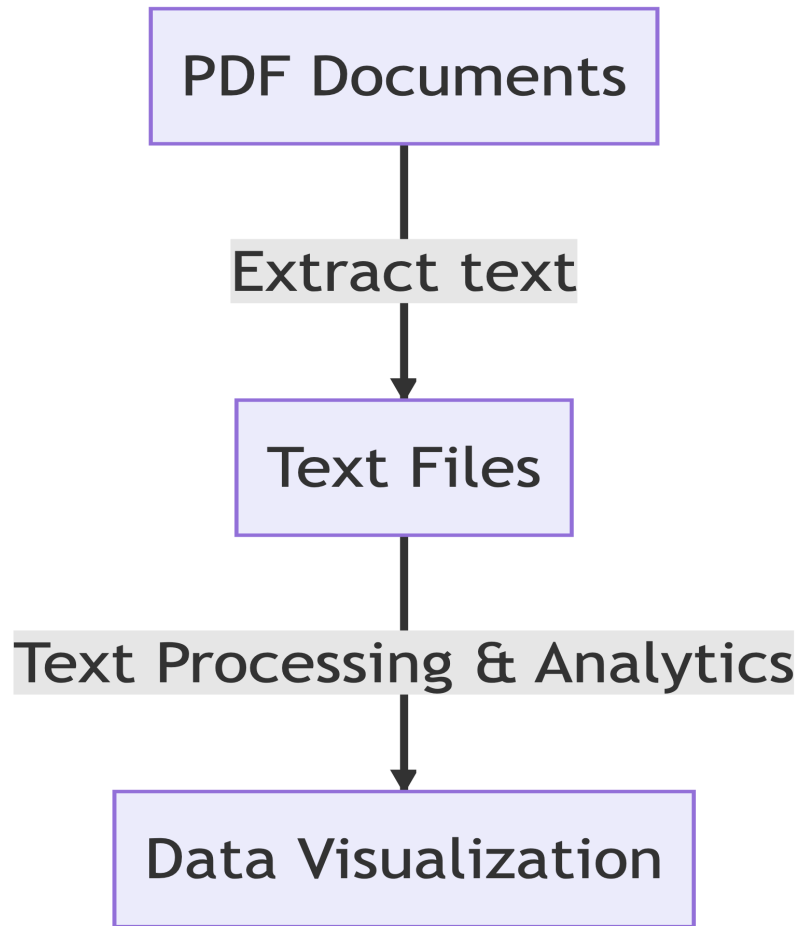 PDF Documents
Extract text
Text Files
Text Processing & Analytics
Data Visualization